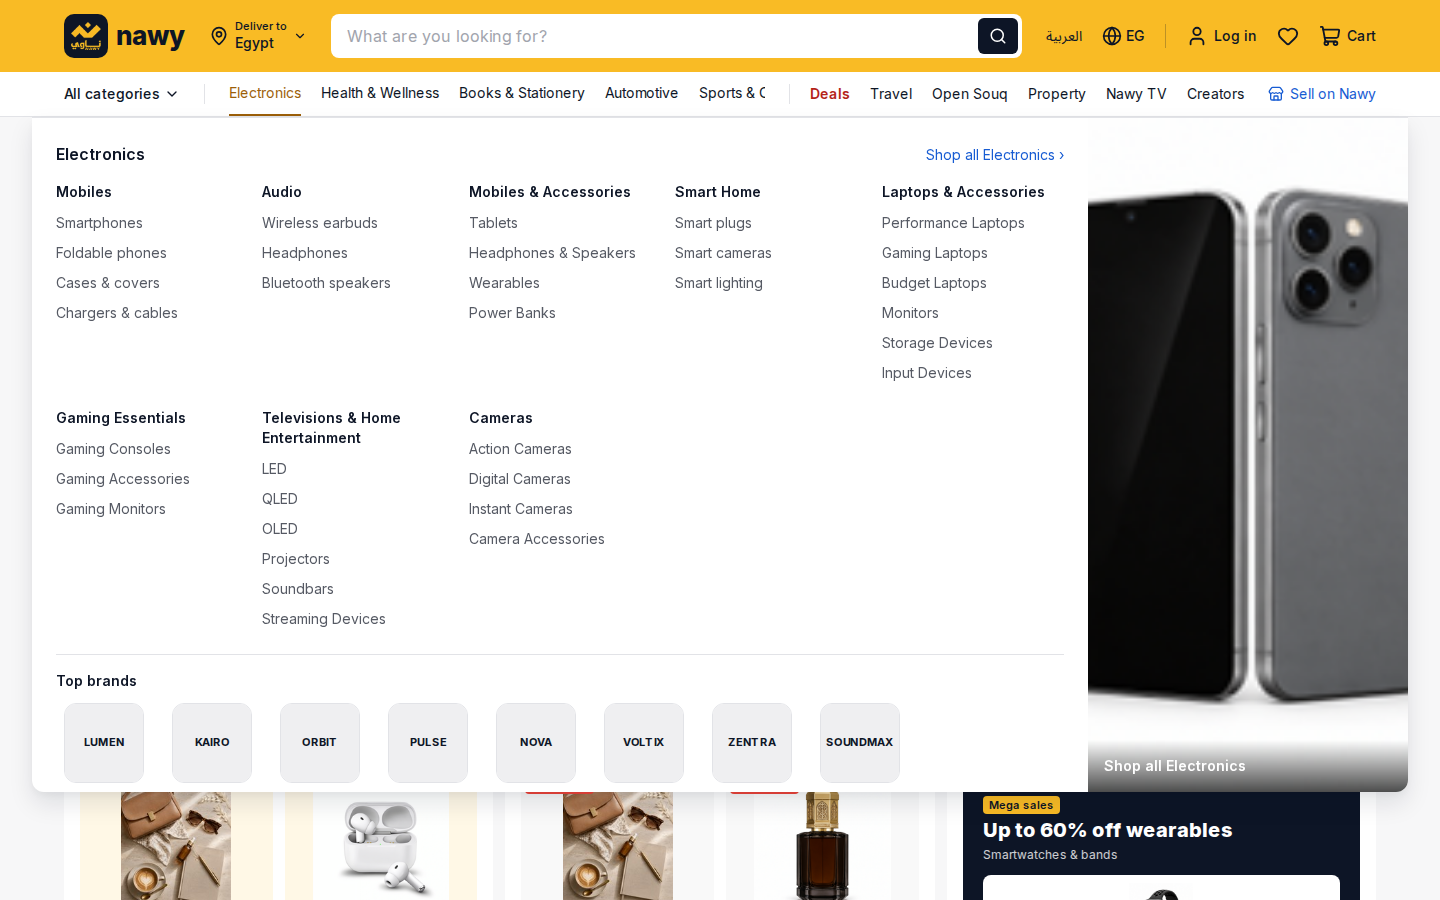 ناوي
nawy
Deliver to
Egypt
What are you looking for?
العربية
EG
Log in
Cart
All categories
Electronics
Health & Wellness
Books & Stationery
Automotive
Sports &
Deals
Travel
Open Souq
Property
Nawy TV
Creators
Sell on Nawy
Electronics
Shop all Electronics ›
Mobiles
Smartphones
Foldable phones
Cases & covers
Chargers & cables
Audio
Wireless earbuds
Headphones
Bluetooth speakers
Mobiles & Accessories
Tablets
Headphones & Speakers
Wearables
Power Banks
Smart Home
Smart plugs
Smart cameras
Smart lighting
Laptops & Accessories
Performance Laptops
Gaming Laptops
Budget Laptops
Monitors
Storage Devices
Input Devices
Gaming Essentials
Gaming Consoles
Gaming Accessories
Gaming Monitors
Televisions & Home
Entertainment
LED
QLED
OLED
Projectors
Soundbars
Streaming Devices
Cameras
Action Cameras
Digital Cameras
Instant Cameras
Camera Accessories
Top brands
LUMEN
KAIRO
ORBIT
PULSE
NOVA
VOLTIX
ZENTRA
SOUNDMAX
Shop all Electronics
Mega sales
Up to 60% off wearables
Smartwatches & bands